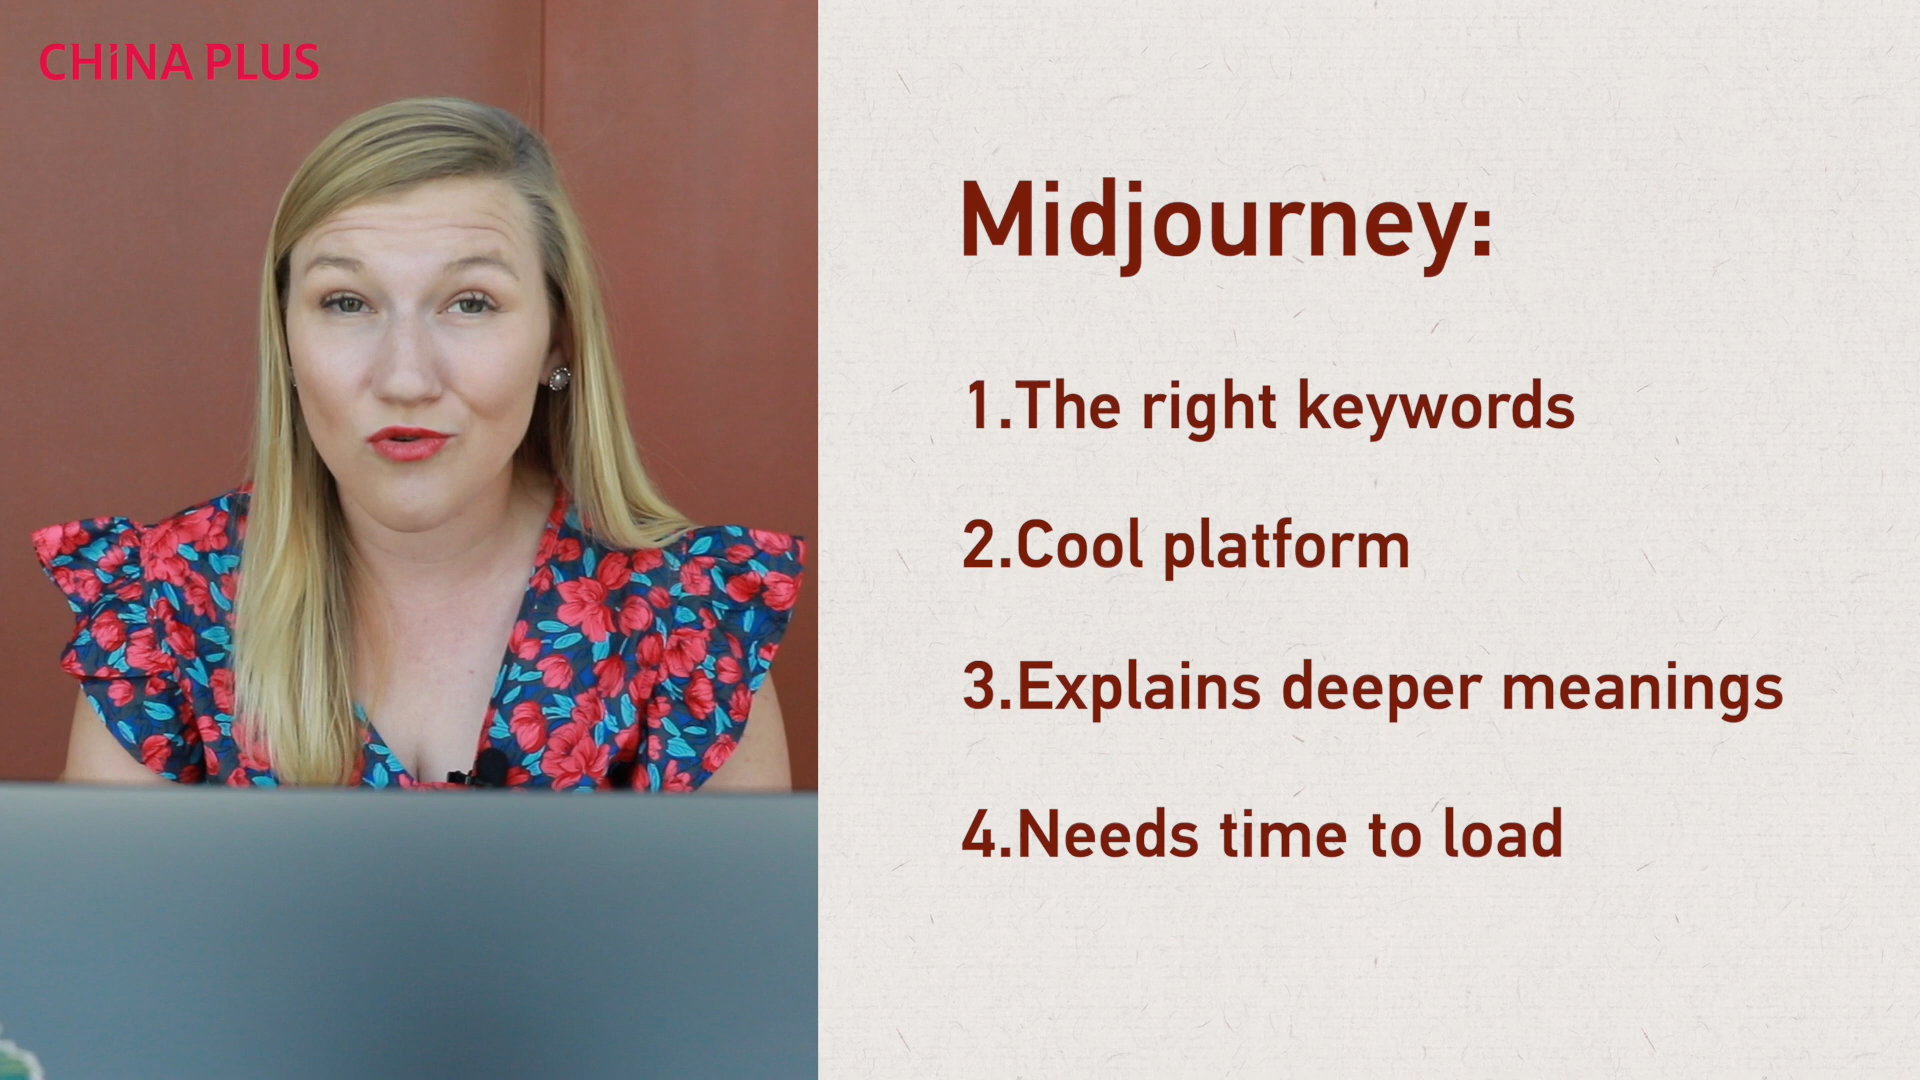 CHINA PLUS
Midjourney:
1.The right keywords
2.Cool platform
3.Explains deeper meanings
4.Needs time to load